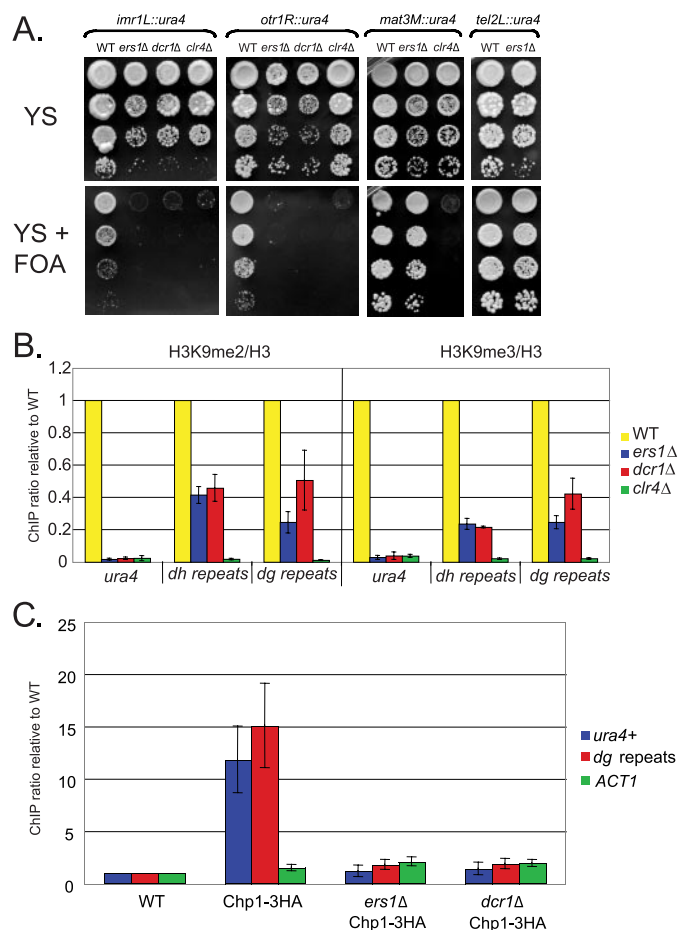 A.
imr1L::ura4 otr1R::ura4 mat3M::ura4 tel2L::ura4
WT ers1Δ dcr1Δ clr4Δ WT ers1Δ dcr1Δ clr4Δ WT ers1Δ clr4Δ WT ers1Δ
YS
YS +
FOA
B.
H3K9me2/H3 H3K9me3/H3
ChIP ratio relative to WT
1.2
1
0.8
0.6
0.4
0.2
0
ura4 dh repeats dg repeats ura4 dh repeats dg repeats
WT
ers1Δ
dcr1Δ
clr4Δ
C.
ChIP ratio relative to WT
25
20
15
10
5
0
WT Chp1-3HA ers1Δ dcr1Δ
Chp1-3HA Chp1-3HA
ura4+
dg repeats
ACT1